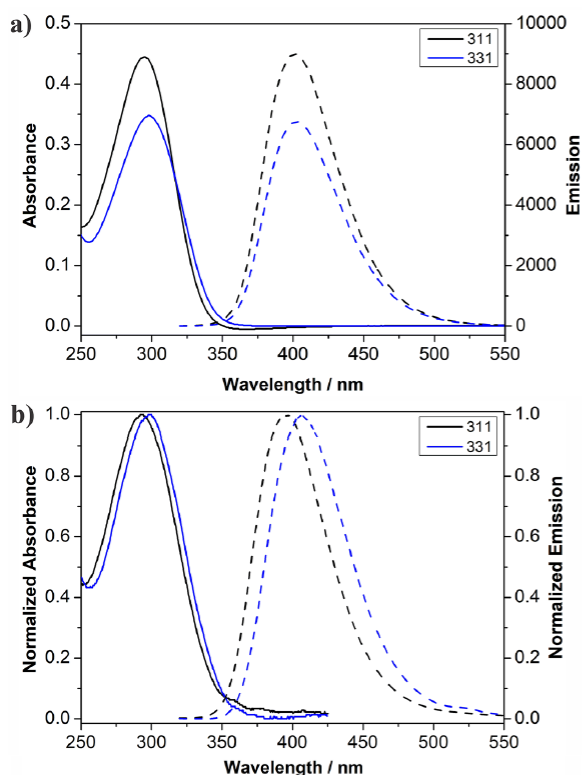 a)
0.5
0.4
0.3
0.2
0.1
0.0
Absorbance
10000
8000
6000
4000
2000
0
Emission
311
331
250 300 350 400 450 500 550
Wavelength / nm
b)
1.0
0.8
0.6
0.4
0.2
0.0
Normalized Absorbance
1.0
0.8
0.6
0.4
0.2
0.0
Normalized Emission
311
331
250 300 350 400 450 500 550
Wavelength / nm